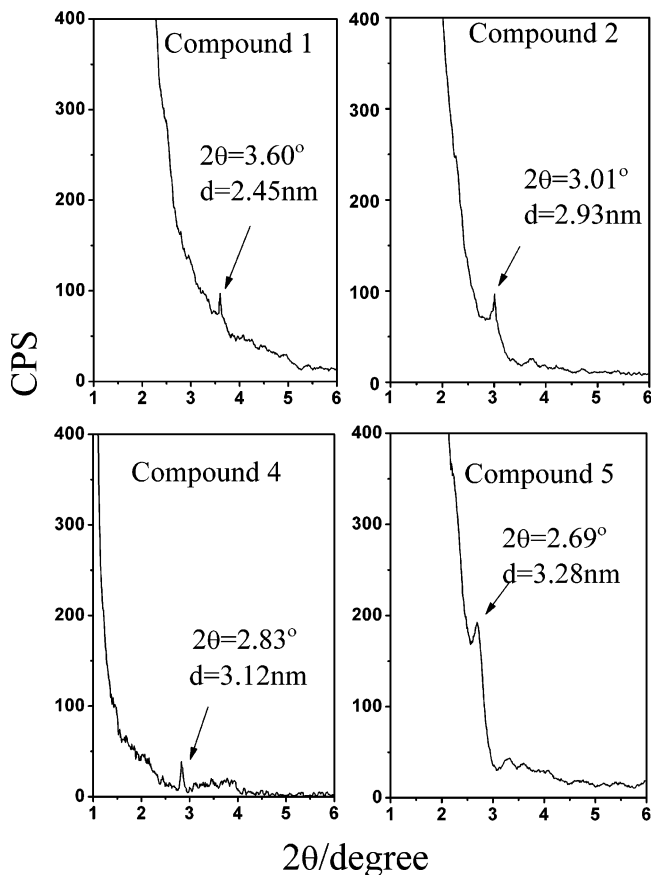 Compound 1
2θ=3.60°
d=2.45nm
400
300
200
100
0
1 2 3 4 5 6
Compound 2
2θ=3.01°
d=2.93nm
400
300
200
100
0
1 2 3 4 5 6
CPS
Compound 4
2θ=2.83°
d=3.12nm
400
300
200
100
0
1 2 3 4 5 6
Compound 5
2θ=2.69°
d=3.28nm
400
300
200
100
0
1 2 3 4 5 6
2θ/degree